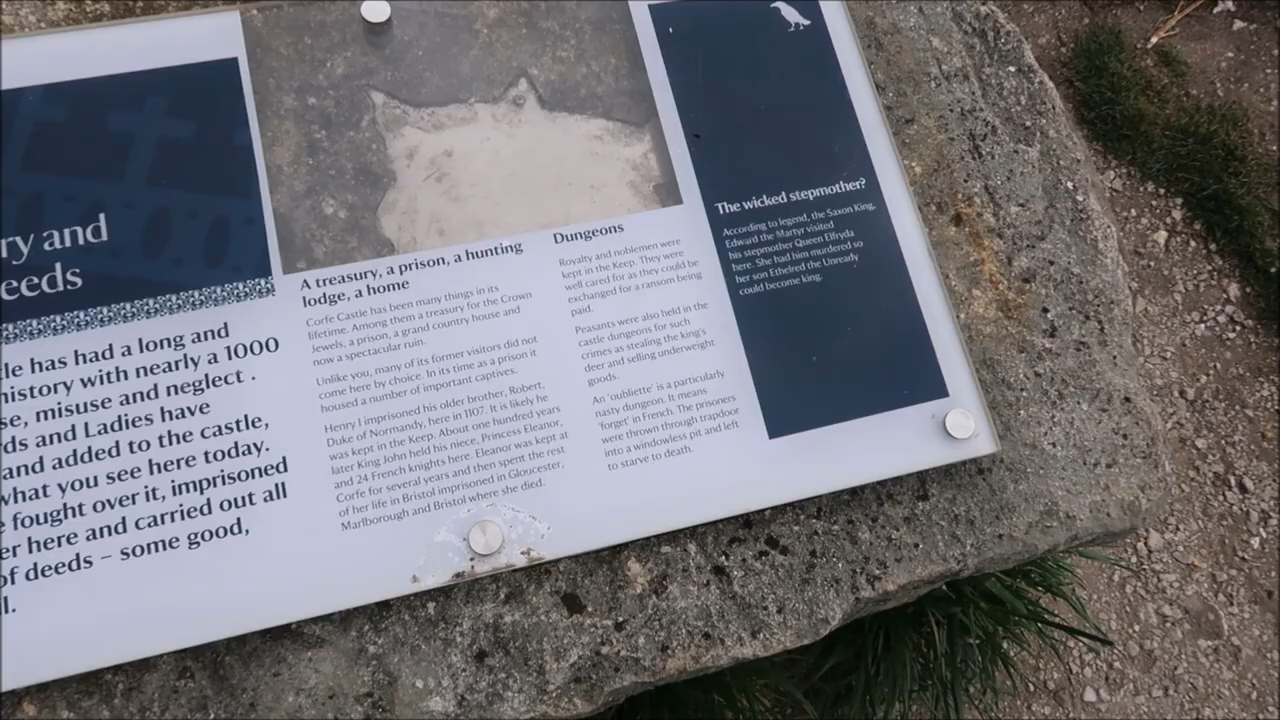 ry and
eeds
le has had a long and
history with nearly a 1000
se, misuse and neglect .
rds and Ladies have
and added to the castle,
what you see here today.
e fought over it, imprisoned
er here and carried out all
of deeds – some good,
l.
A treasury, a prison, a hunting
lodge, a home
Corfe Castle has been many things in its
lifetime. Among them a treasury for the Crown
Jewels, a prison, a grand country house and
now a spectacular ruin.
Unlike you, many of its former visitors did not
come here by choice. In its time as a prison it
housed a number of important captives.
Henry I imprisoned his older brother, Robert,
Duke of Normandy, here in 1107. It is likely he
was kept in the Keep. About one hundred years
later King John held his niece, Princess Eleanor,
and 24 French knights here. Eleanor was kept at
Corfe for several years and then spent the rest
of her life in Bristol imprisoned in Gloucester,
Marlborough and Bristol where she died.
Dungeons
Royalty and noblemen were
kept in the Keep. They were
well cared for as they could be
exchanged for a ransom being
paid.
Peasants were also held in the
castle dungeons for such
crimes as stealing the king's
deer and selling underweight
goods.
An 'oubliette' is a particularly
nasty dungeon. It means
'forget' in French. The prisoners
were thrown through trapdoor
into a windowless pit and left
to starve to death.
The wicked stepmother?
According to legend, the Saxon King,
Edward the Martyr visited
his stepmother Queen Elfryda
here. She had him murdered so
her son Ethelred the Unready
could become king.